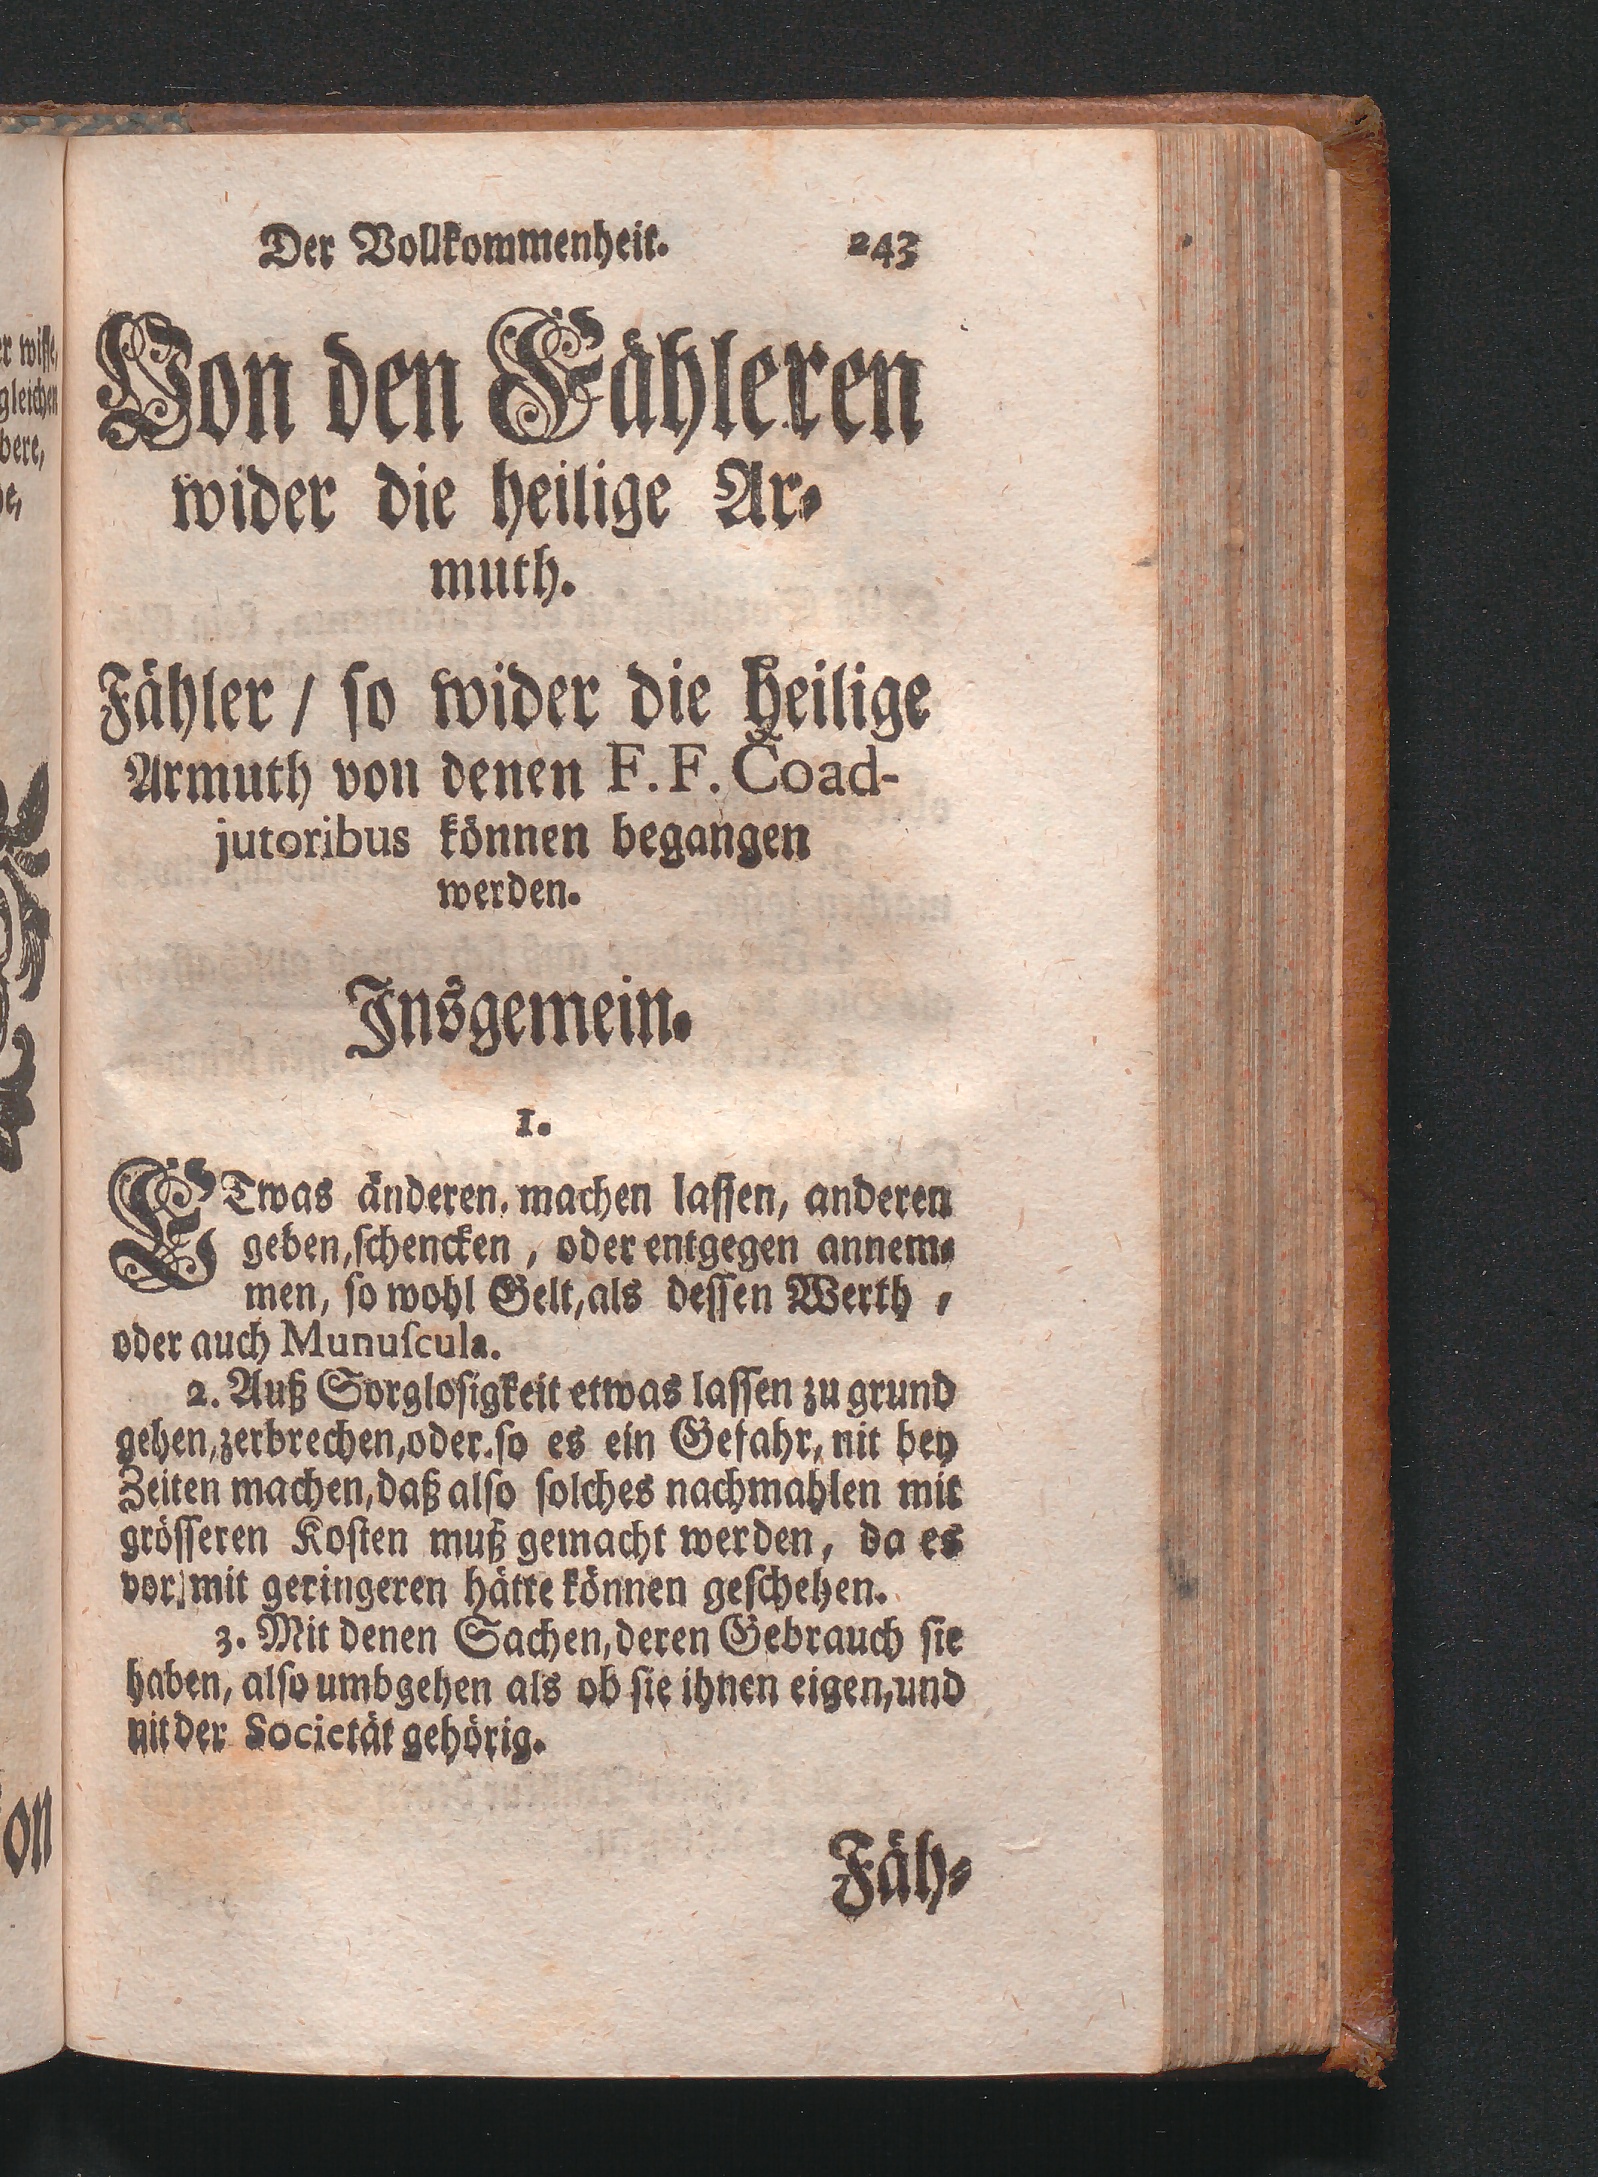 er wisse,
gleichen
on
Der Vollkommenheit. 243
Von den Fähleren
wider die heilige Ar-
muth.
Fähler / so wider die heilige
Armuth von denen F. F. Coad-
jutoribus können begangen
werden.
Insgemein.
1.
ETwas änderen, machen lassen, anderen
geben, schencken, oder entgegen annem-
men, so wohl Gelt, als dessen Werth,
oder auch Munuscula.
2. Auß Sorglosigkeit etwas lassen zu grund
gehen, zerbrechen, oder so es ein Gefahr, nit bey
Zeiten machen, daß also solches nachmahlen mit
grösseren Kosten muß gemacht werden, da es
vor mit geringeren hätte können geschehen.
3. Mit denen Sachen, deren Gebrauch sie
haben, also umbgehen als ob sie ihnen eigen, und
nit der Societät gehörig.
Fäh-